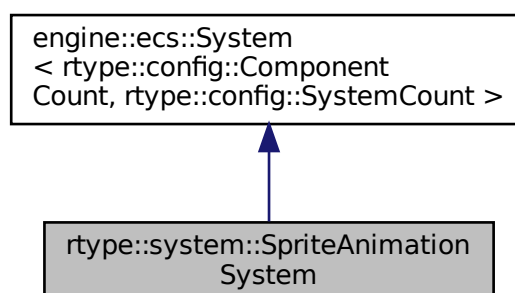 engine::ecs::System
< rtype::config::Component
Count, rtype::config::SystemCount >
rtype::system::SpriteAnimation
System